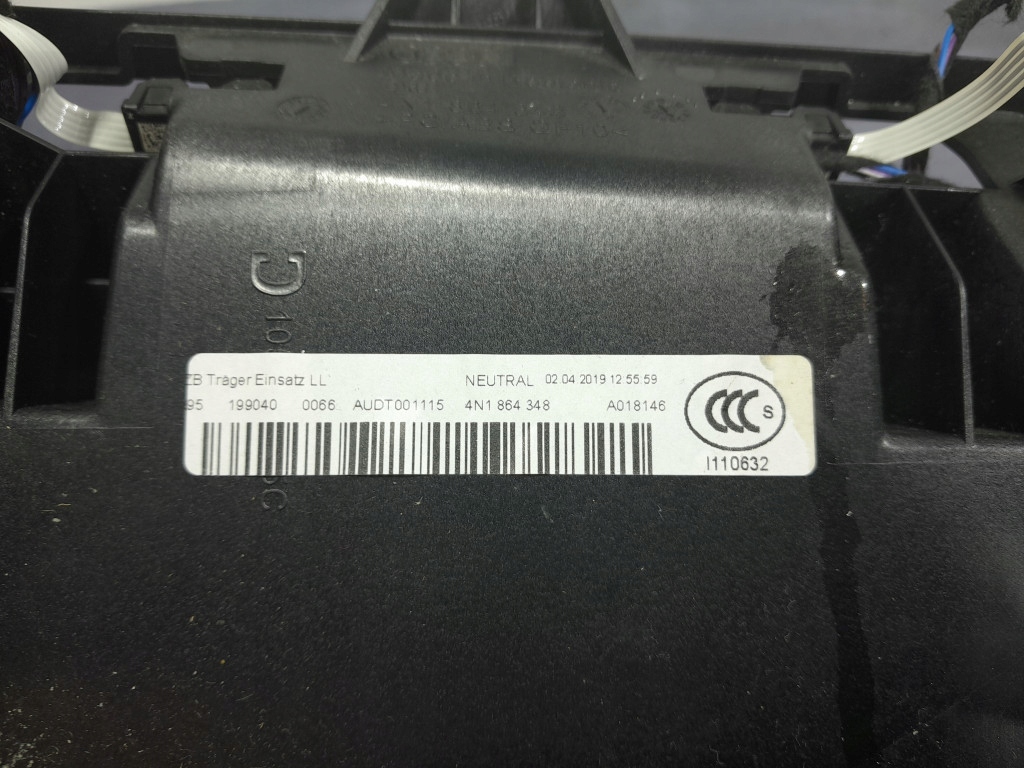 ZB Träger Einsatz LL NEUTRAL 02.04.2019 12:55:59
95 199040 0066 AUDT001115 4N1 864 348 A018146
CCC S
I110632
C